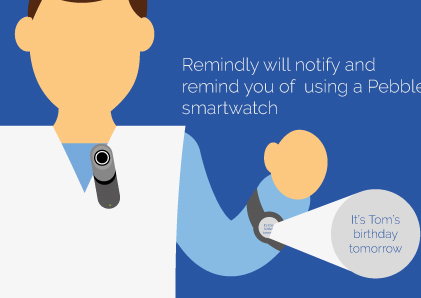 Remindly will notify and
remind you of using a Pebble
smartwatch
It's Tom's
birthday
tomorrow